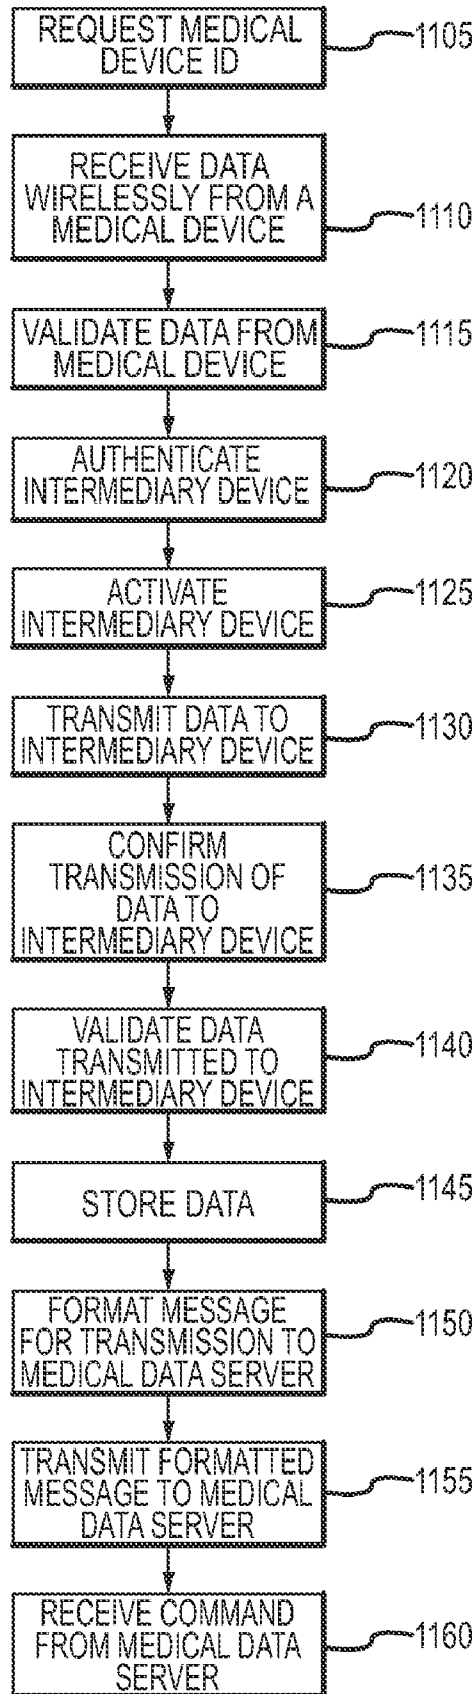 REQUEST MEDICAL
DEVICE ID
1105
RECEIVE DATA
WIRELESSLY FROM A
MEDICAL DEVICE
1110
VALIDATE DATA FROM
MEDICAL DEVICE
1115
AUTHENTICATE
INTERMEDIARY DEVICE
1120
ACTIVATE
INTERMEDIARY DEVICE
1125
TRANSMIT DATA TO
INTERMEDIARY DEVICE
1130
CONFIRM
TRANSMISSION OF
DATA TO
INTERMEDIARY DEVICE
1135
VALIDATE DATA
TRANSMITTED TO
INTERMEDIARY DEVICE
1140
STORE DATA
1145
FORMAT MESSAGE
FOR TRANSMISSION TO
MEDICAL DATA SERVER
1150
TRANSMIT FORMATTED
MESSAGE TO MEDICAL
DATA SERVER
1155
RECEIVE COMMAND
FROM MEDICAL DATA
SERVER
1160